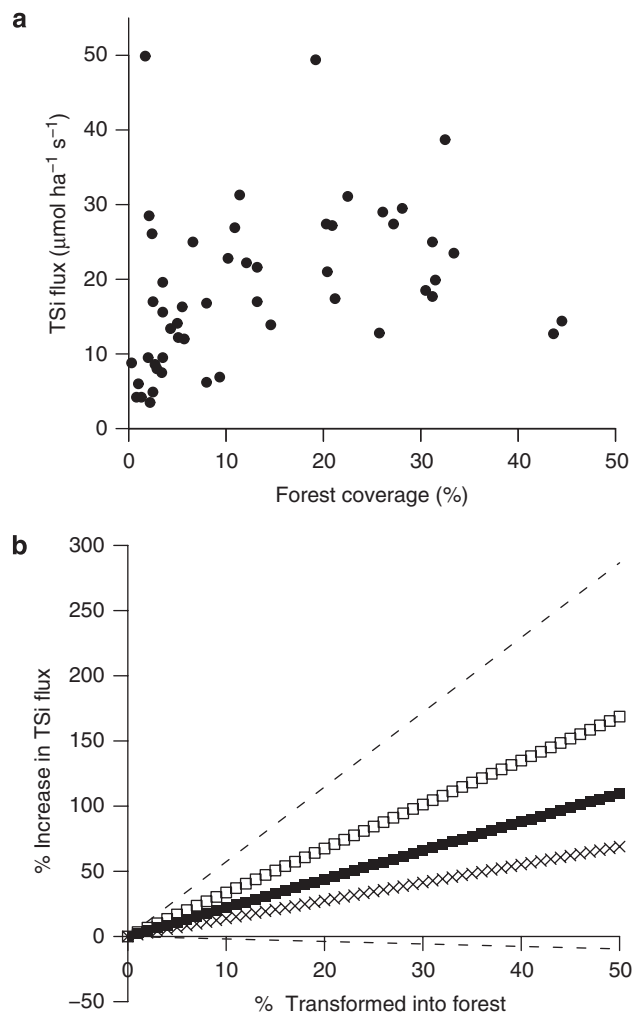 a
50
40
30
20
10
0
TSi flux (μmol ha⁻¹ s⁻¹)
0 10 20 30 40 50
Forest coverage (%)
b
300
250
200
150
100
50
0
−50
% Increase in TSi flux
0 10 20 30 40 50
% Transformed into forest